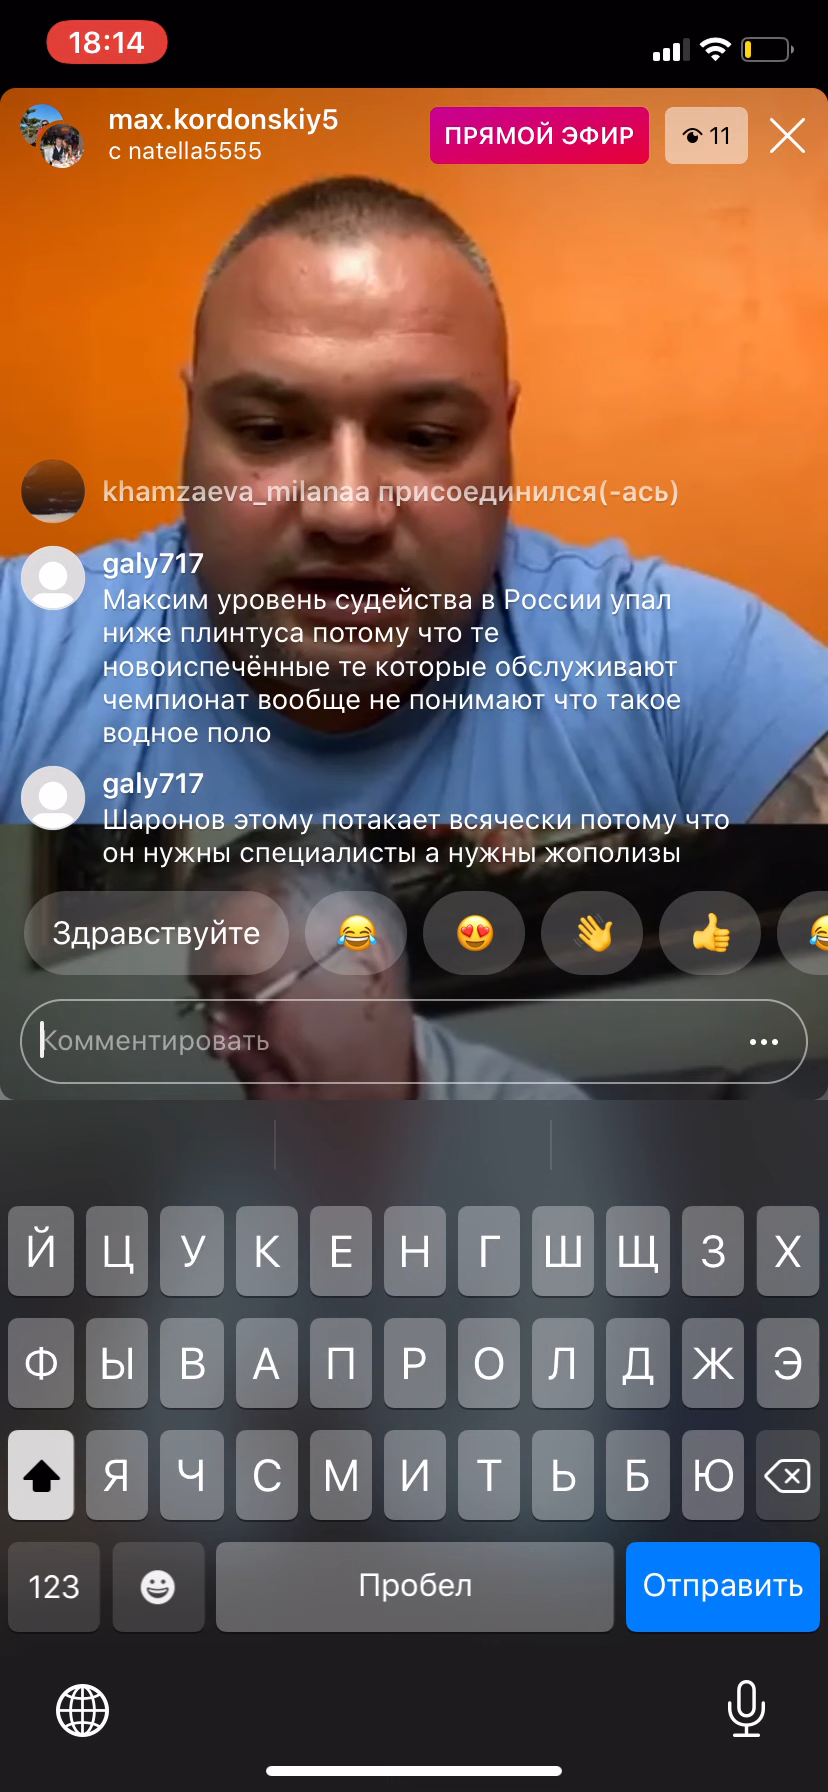 18:14
max.kordonskiy5
с natella5555
ПРЯМОЙ ЭФИР
11
khamzaeva_milanaa присоединился(-ась)
galy717
Максим уровень судейства в России упал
ниже плинтуса потому что те
новоиспечённые те которые обслуживают
чемпионат вообще не понимают что такое
водное поло
galy717
Шаронов этому потакает всячески потому что
он нужны специалисты а нужны жополизы
Здравствуйте
Комментировать
Й Ц У К Е Н Г Ш Щ З Х
Ф Ы В А П Р О Л Д Ж Э
Я Ч С М И Т Ь Б Ю
123 Пробел Отправить